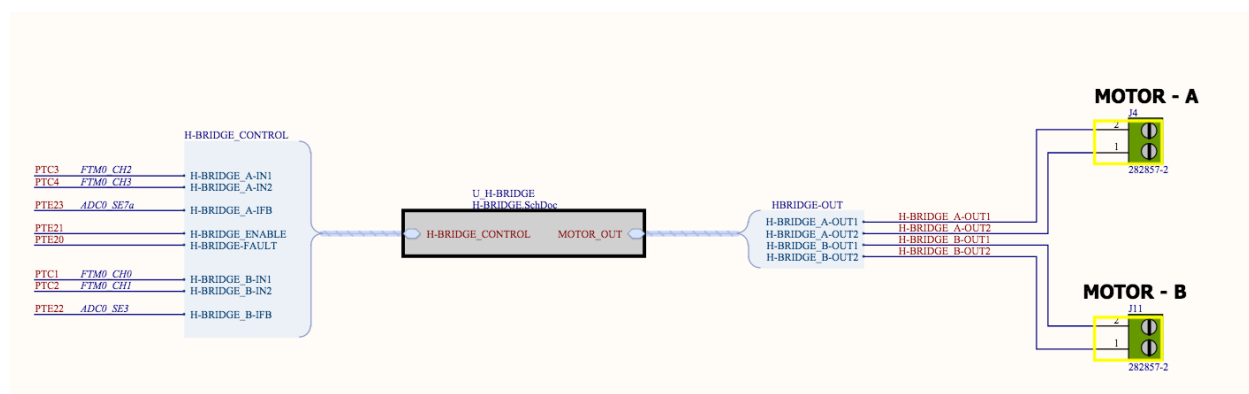 MOTOR - A
J4
2
1
282857-2
H-BRIDGE_CONTROL
PTC3 FTM0_CH2 H-BRIDGE_A-IN1
PTC4 FTM0_CH3 H-BRIDGE_A-IN2
PTE23 ADC0_SE7a H-BRIDGE_A-IFB
PTE21 H-BRIDGE_ENABLE
PTE20 H-BRIDGE-FAULT
PTC1 FTM0_CH0 H-BRIDGE_B-IN1
PTC2 FTM0_CH1 H-BRIDGE_B-IN2
PTE22 ADC0_SE3 H-BRIDGE_B-IFB
U_H-BRIDGE
H-BRIDGE.SchDoc
H-BRIDGE_CONTROL MOTOR_OUT
HBRIDGE-OUT
H-BRIDGE_A-OUT1 H-BRIDGE_A-OUT1
H-BRIDGE_A-OUT2 H-BRIDGE_A-OUT2
H-BRIDGE_B-OUT1 H-BRIDGE_B-OUT1
H-BRIDGE_B-OUT2 H-BRIDGE_B-OUT2
MOTOR - B
J11
2
1
282857-2